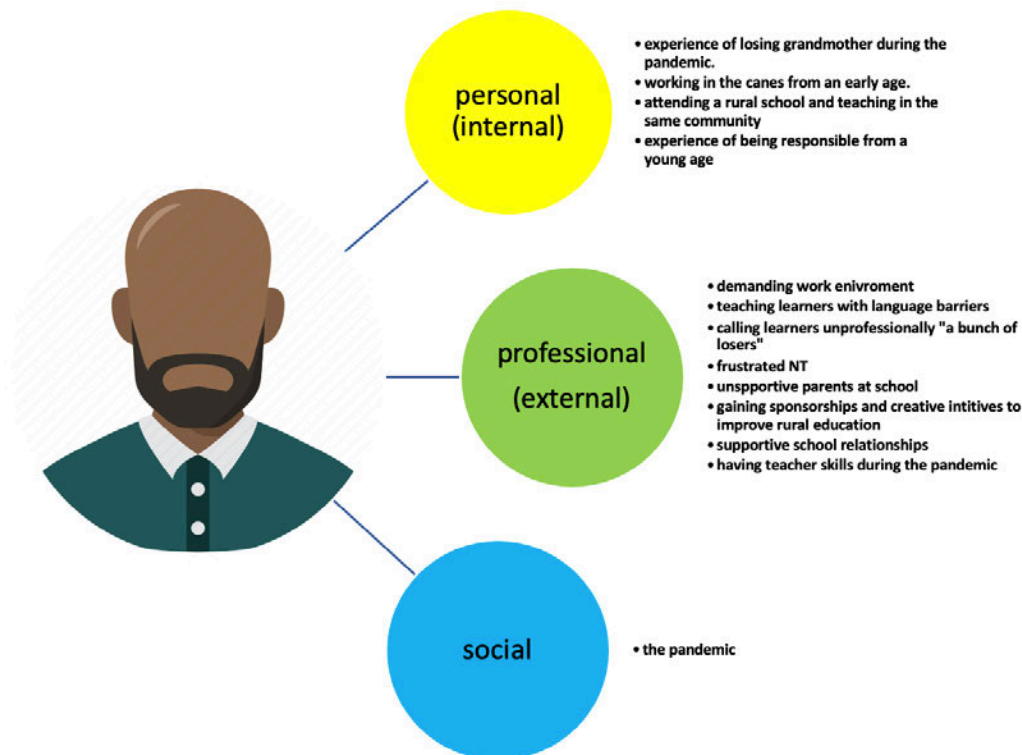 personal
(internal)
• experience of losing grandmother during the
pandemic.
• working in the canes from an early age.
• attending a rural school and teaching in the
same community
• experience of being responsible from a
young age
professional
(external)
• demanding work enivroment
• teaching learners with language barriers
• calling learners unprofessionally "a bunch of
losers"
• frustrated NT
• unspportive parents at school
• gaining sponsorships and creative intitives to
improve rural education
• supportive school relationships
• having teacher skills during the pandemic
social
• the pandemic